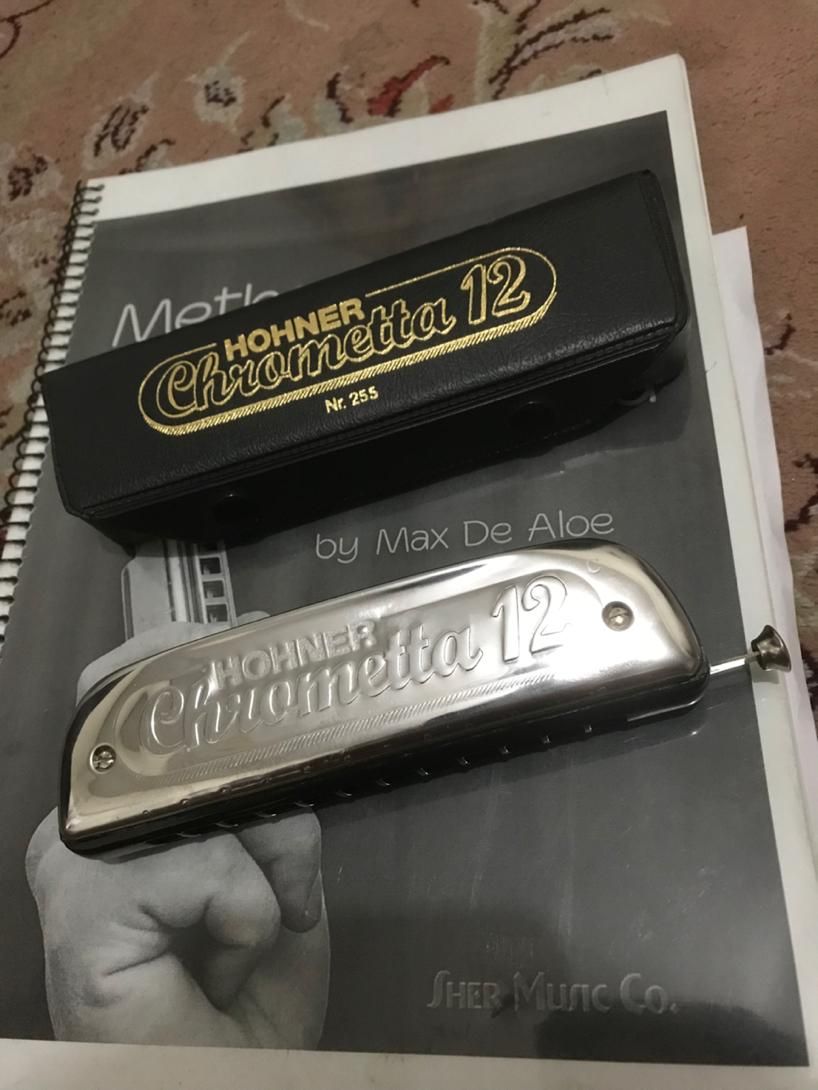 HOHNER
Chrometta 12
Nr. 255
by Max De Aloe
HOHNER
Chrometta 12
Sher Music Co.